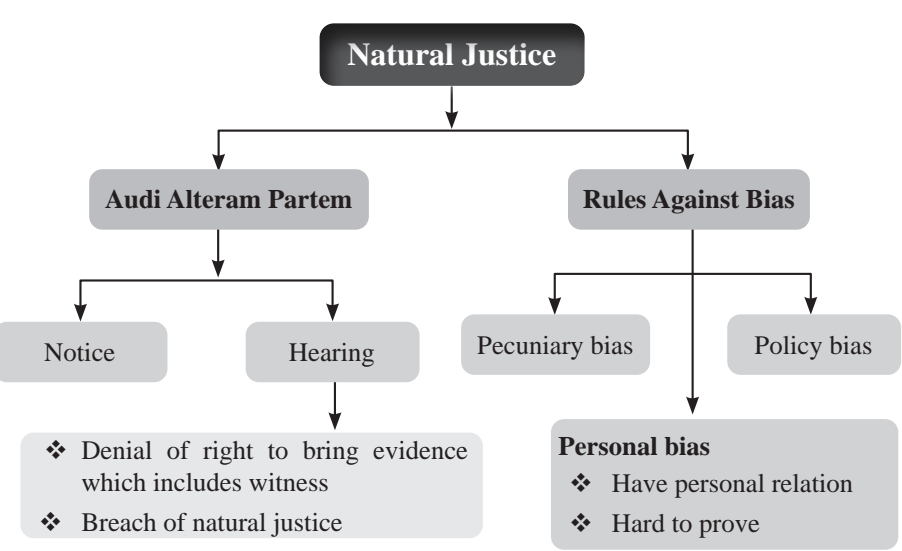 Natural Justice
Audi Alteram Partem
Rules Against Bias
Notice
Hearing
Pecuniary bias
Policy bias
❖ Denial of right to bring evidence
which includes witness
❖ Breach of natural justice
Personal bias
❖ Have personal relation
❖ Hard to prove